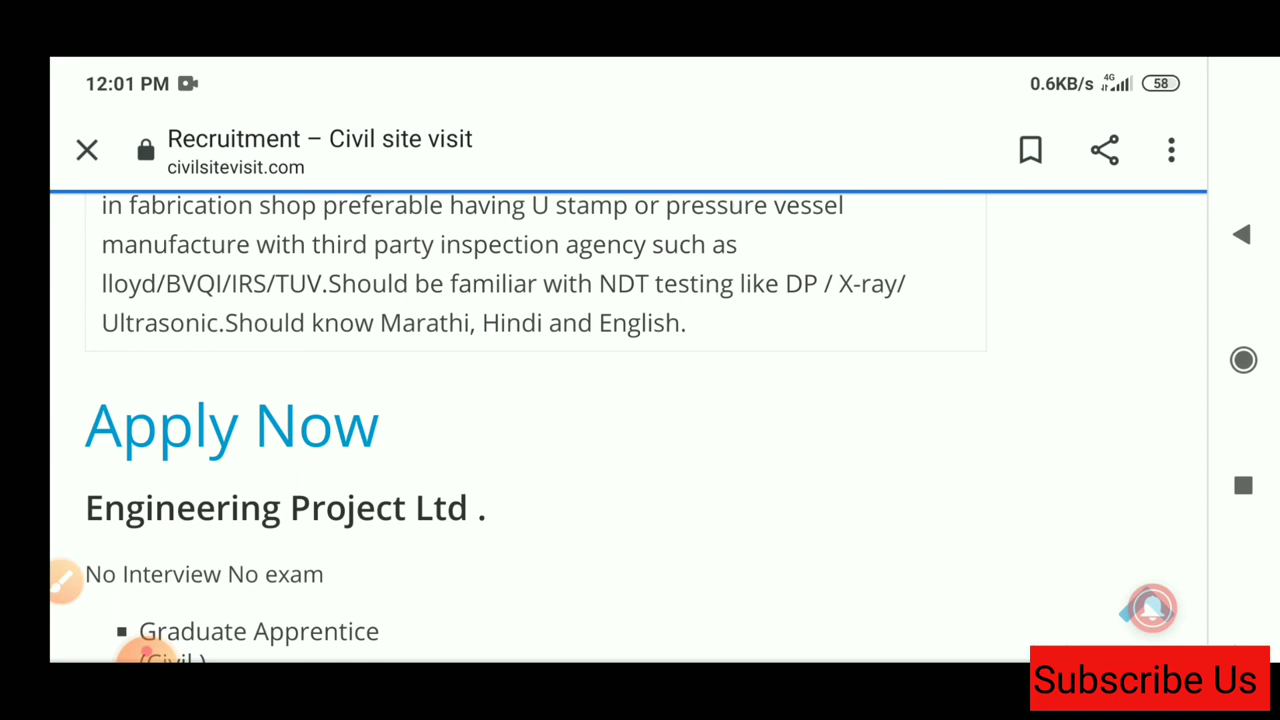 12:01 PM
0.6KB/s 4G 58
Recruitment – Civil site visit
civilsitevisit.com
in fabrication shop preferable having U stamp or pressure vessel
manufacture with third party inspection agency such as
lloyd/BVQI/IRS/TUV.Should be familiar with NDT testing like DP / X-ray/
Ultrasonic.Should know Marathi, Hindi and English.
Apply Now
Engineering Project Ltd .
No Interview No exam
▪ Graduate Apprentice
(Civil )
Subscribe Us